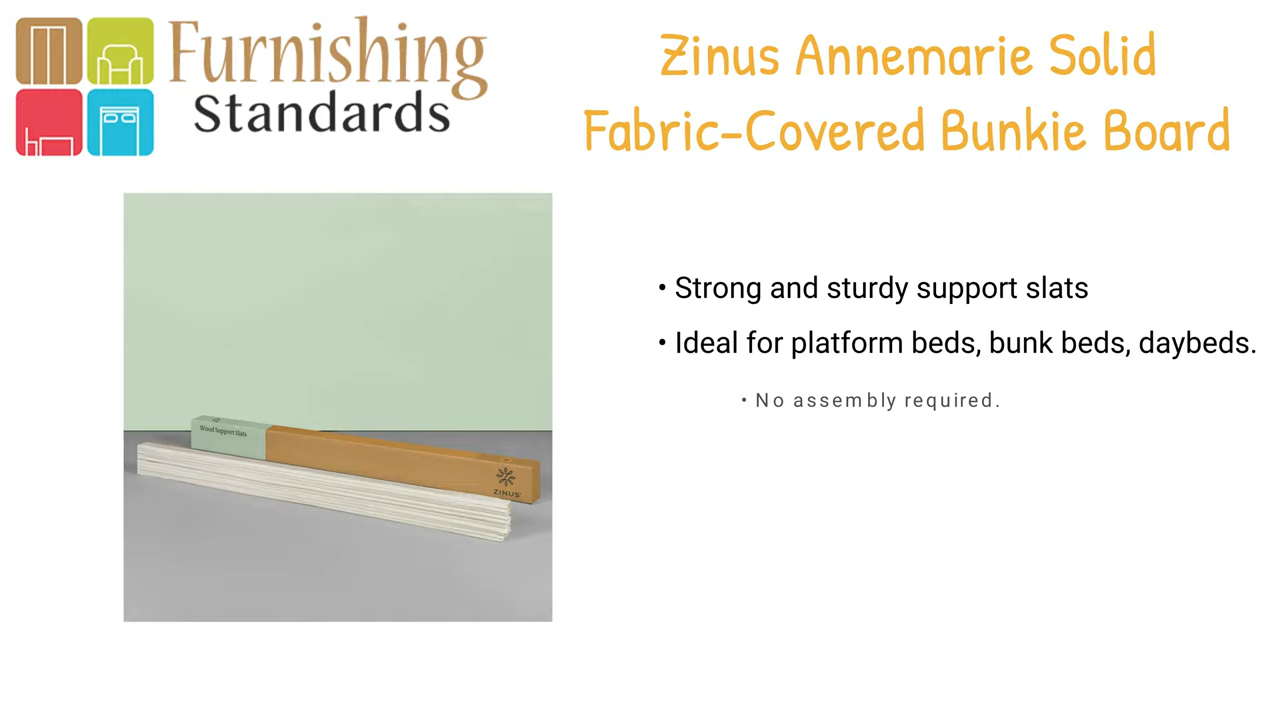 Furnishing
Standards
Zinus Annemarie Solid
Fabric-Covered Bunkie Board
• Strong and sturdy support slats
• Ideal for platform beds, bunk beds, daybeds.
• No assembly required.
Wood Support Slats
ZINUS